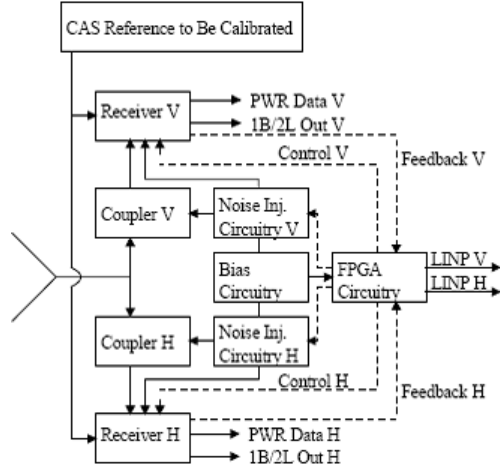 CAS Reference to Be Calibrated
Receiver V
PWR Data V
1B/2L Out V
Control V
Feedback V
Coupler V
Noise Inj.
Circuitry V
Bias
Circuitry
FPGA
Circuitry
LINP V
LINP H
Coupler H
Noise Inj.
Circuitry H
Control H
Feedback H
Receiver H
PWR Data H
1B/2L Out H